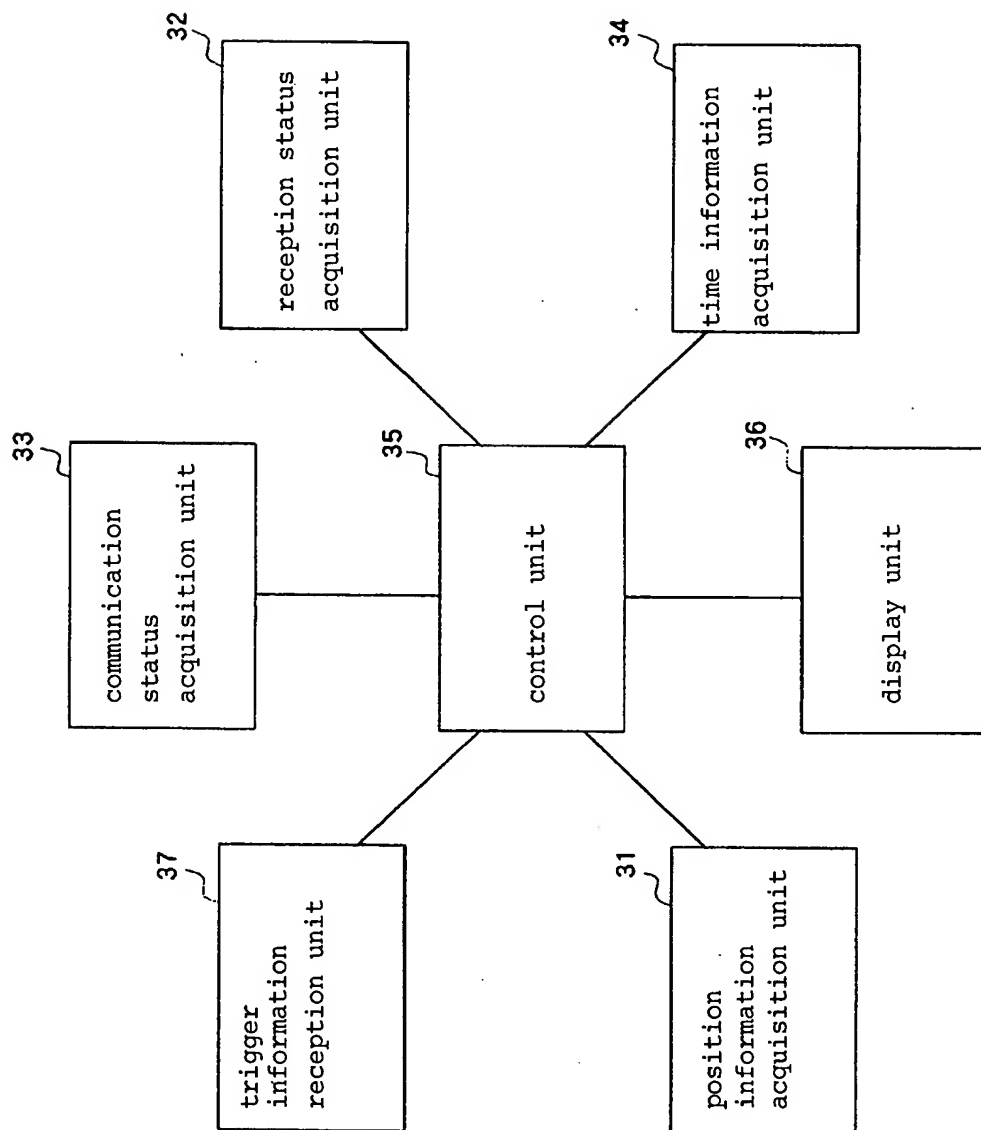 33
communication
status
acquisition unit
37
trigger
information
reception unit
32
reception status
acquisition unit
35
control unit
31
position
information
acquisition unit
34
time information
acquisition unit
36
display unit